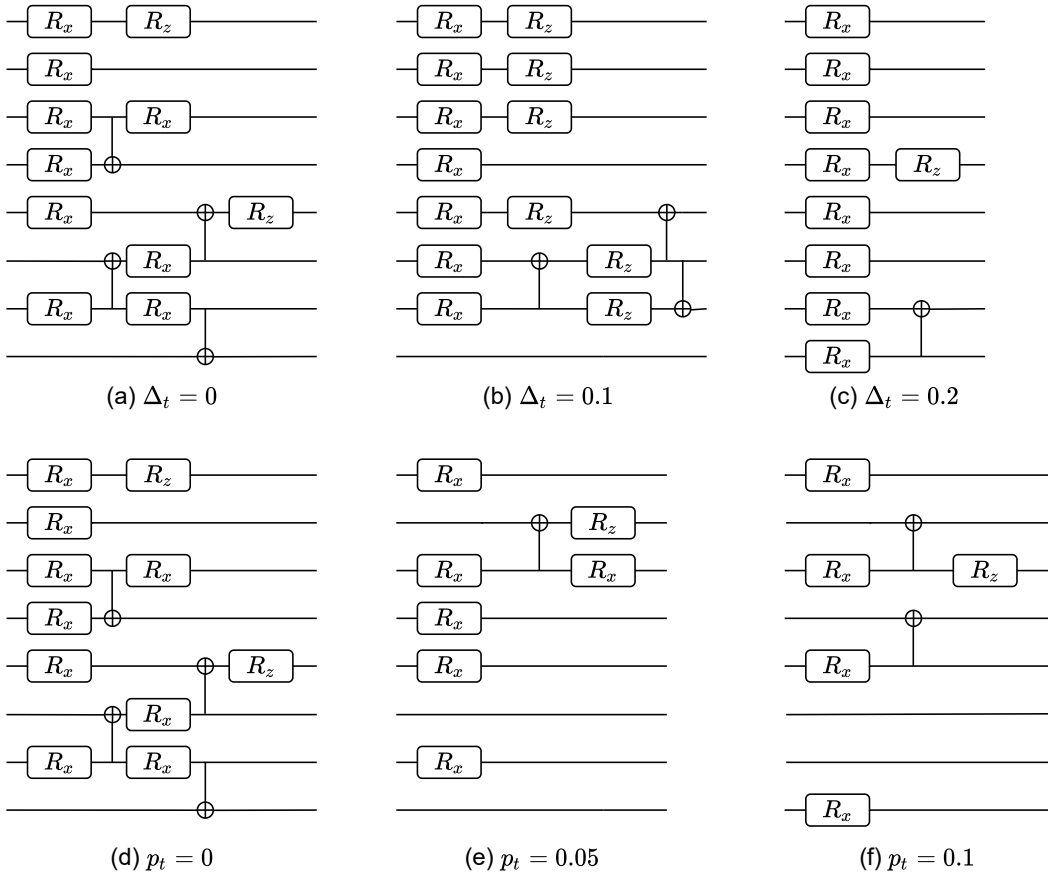 R_x R_z R_x R_z R_x
R_x R_x R_z R_x
R_x R_x R_x R_z R_x
R_x R_x R_x R_z
R_x R_z R_x R_z R_x
R_x R_x R_z R_x
R_x R_x R_x R_z R_x
R_x
(a) Δ_t = 0 (b) Δ_t = 0.1 (c) Δ_t = 0.2
R_x R_z R_x R_x
R_x R_z
R_x R_x R_x R_x R_x R_z
R_x R_x
R_x R_z R_x R_x
R_x
R_x R_x R_x
R_x
(d) p_t = 0 (e) p_t = 0.05 (f) p_t = 0.1